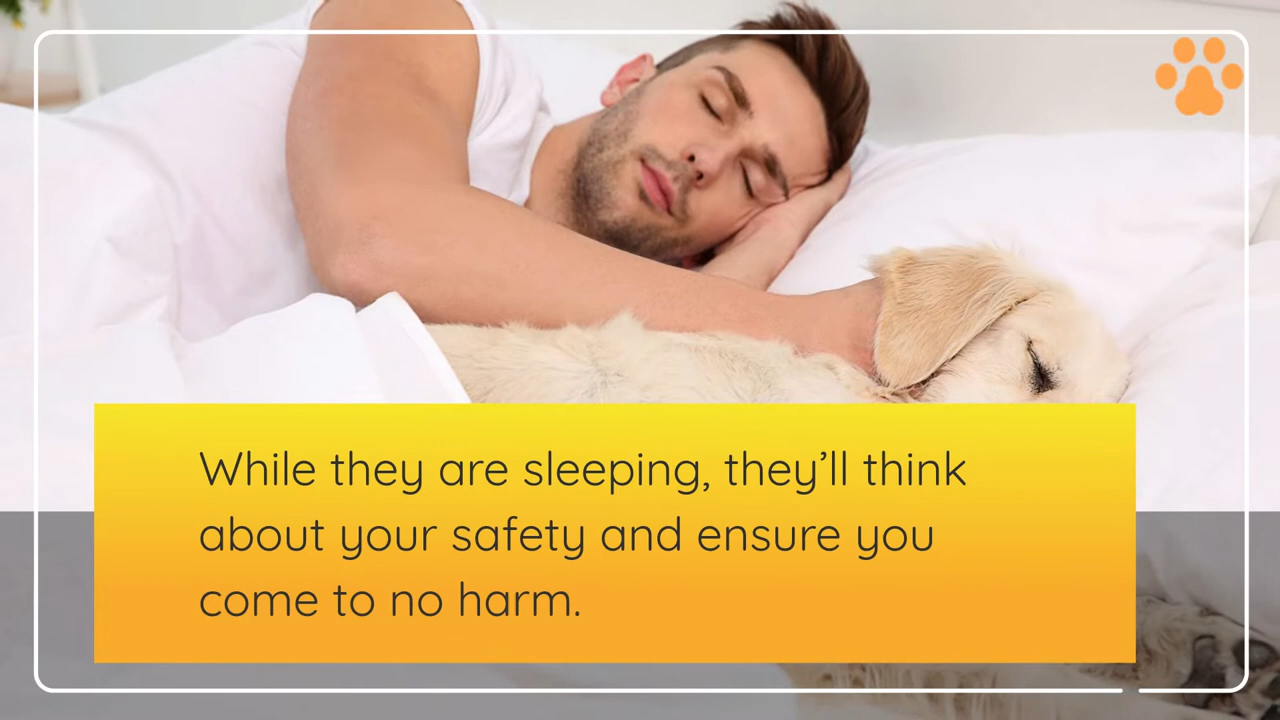 While they are sleeping, they’ll think
about your safety and ensure you
come to no harm.